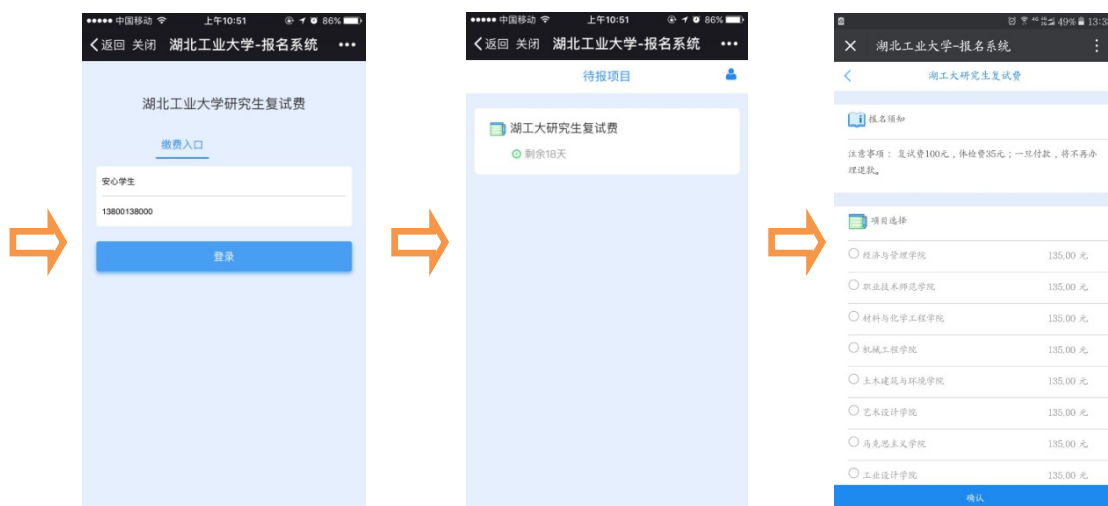 中国移动 上午10:51 86%
返回 关闭 湖北工业大学-报名系统
湖北工业大学研究生复试费
缴费入口
安心学生
13800138000
登录
中国移动 上午10:51 86%
返回 关闭 湖北工业大学-报名系统
待报项目
湖工大研究生复试费
剩余18天
49% 13:38
湖北工业大学-报名系统
湖工大研究生复试费
报名须知
注意事项：复试费100元，体检费35元；一旦付款，将不再办
理退款。
项目选择
经济与管理学院 135.00 元
职业技术师范学院 135.00 元
材料与化学工程学院 135.00 元
机械工程学院 135.00 元
土木建筑与环境学院 135.00 元
艺术设计学院 135.00 元
马克思主义学院 135.00 元
工业设计学院 135.00 元
确认